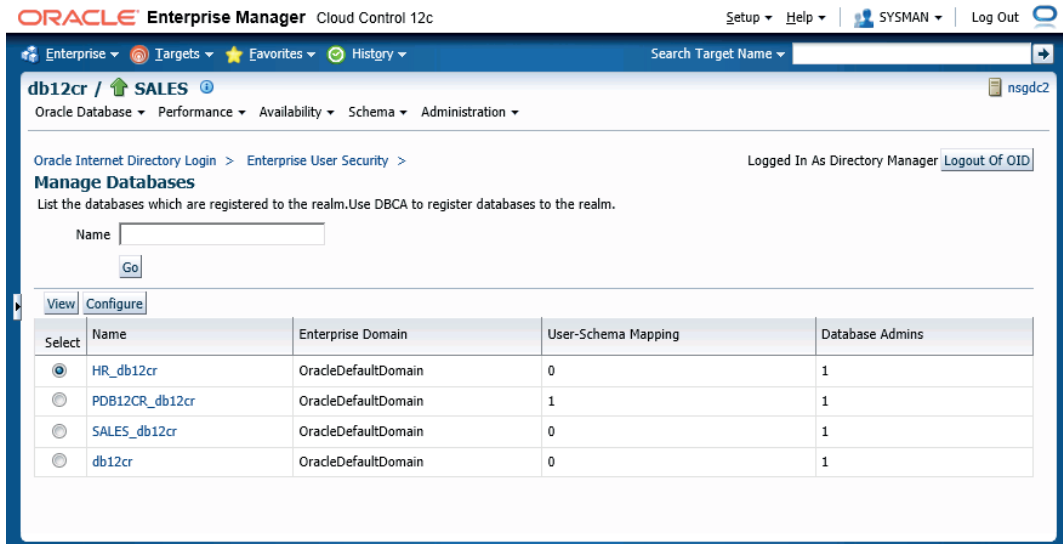 ORACLE Enterprise Manager Cloud Control 12c Setup Help SYSMAN Log Out
Enterprise Targets Favorites History Search Target Name
db12cr / SALES nsgdc2
Oracle Database Performance Availability Schema Administration
Oracle Internet Directory Login > Enterprise User Security > Logged In As Directory Manager Logout Of OID
Manage Databases
List the databases which are registered to the realm.Use DBCA to register databases to the realm.
Name
Go
View Configure
Select Name Enterprise Domain User-Schema Mapping Database Admins
HR_db12cr OracleDefaultDomain 0 1
PDB12CR_db12cr OracleDefaultDomain 1 1
SALES_db12cr OracleDefaultDomain 0 1
db12cr OracleDefaultDomain 0 1